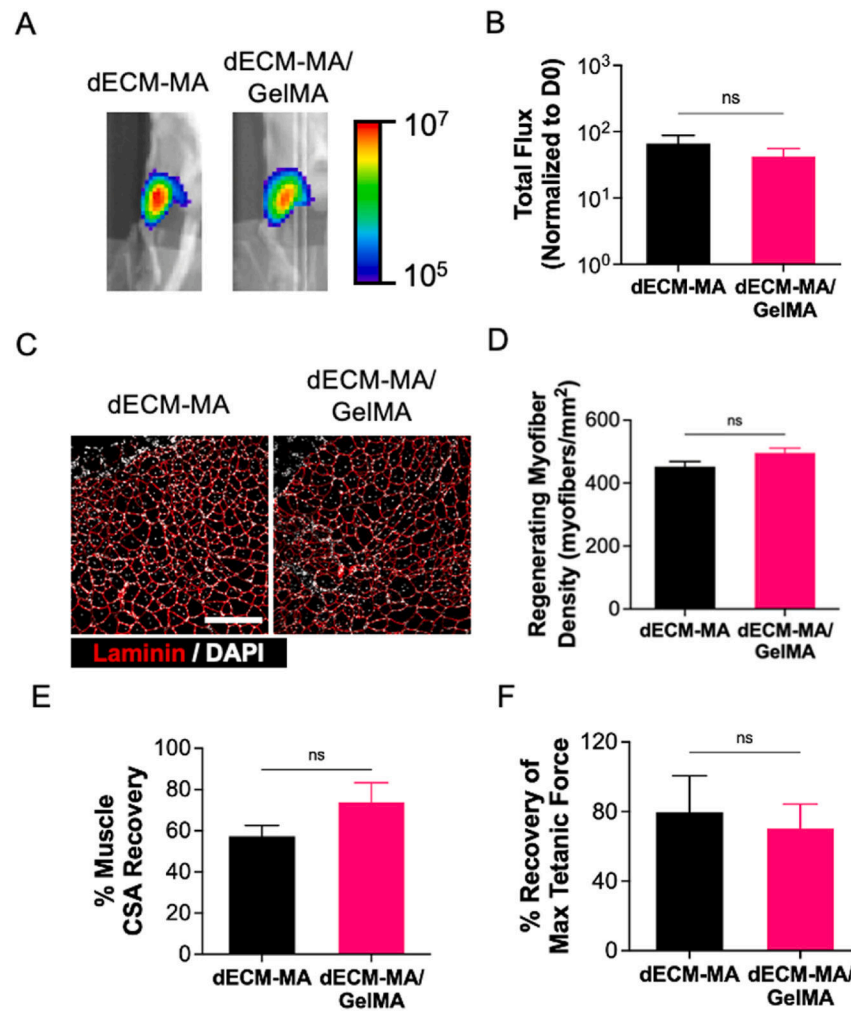 A
dECM-MA
dECM-MA/
GelMA
10⁷
10⁵
B
Total Flux
(Normalized to D0)
10³
10²
10¹
10⁰
ns
dECM-MA
dECM-MA/
GelMA
C
dECM-MA
dECM-MA/
GelMA
Laminin / DAPI
D
Regenerating Myofiber
Density (myofibers/mm²)
600
400
200
0
ns
dECM-MA
dECM-MA/
GelMA
E
% Muscle
CSA Recovery
100
80
60
40
20
0
ns
dECM-MA
dECM-MA/
GelMA
F
% Recovery of
Max Tetanic Force
120
80
40
0
ns
dECM-MA
dECM-MA/
GelMA